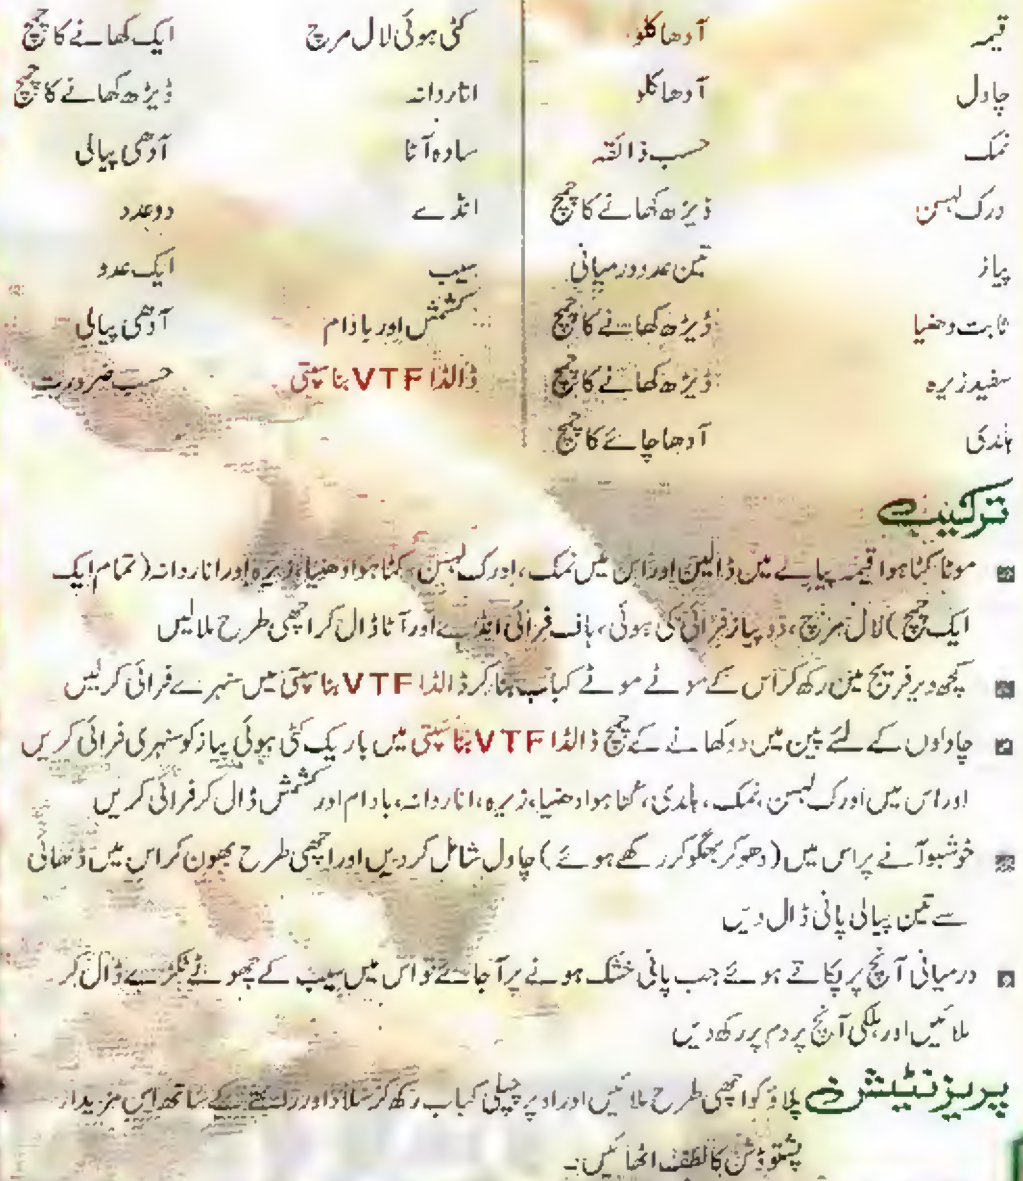 قیمہ آدھا کلو کٹی ہوئی لال مرچ ایک کھانے کا چمچ
چاول آدھا کلو اناردانہ ڈیڑھ کھانے کا چمچ
نمک حسب ذائقہ سادہ آٹا آدھی پیالی
درک لہسن ڈیڑھ کھانے کا چمچ انڈے دو عدد
پیاز تین عدد درمیانی سیب ایک عدد
ثابت دھنیا ڈیڑھ کھانے کا چمچ کشمش اور بادام آدھی پیالی
سفید زیرہ ڈیڑھ کھانے کا چمچ ڈالڈا VTF بناسپتی حسب ضرورت
ہلدی آدھا چائے کا چمچ
ترکیب
موٹا کٹا ہوا قیمہ پیالے میں ڈالیں اور اس میں نمک، ادرک لہسن، کٹا ہوا دھنیا، زیرہ اور اناردانہ (تمام ایک
ایک چمچ) لال مرچ، دو پیاز فرائی کی ہوئی، ہاف فرائی انڈے اور آٹا ڈال کر اچھی طرح ملا لیں
کچھ دیر فریج میں رکھ کر اس کے موٹے موٹے کباب بنا کر ڈالڈا VTF بناسپتی میں سنہرے فرائی کر لیں
چاولوں کے لئے پین میں دو کھانے کے چمچ ڈالڈا VTF بناسپتی میں باریک کٹی ہوئی پیاز کو سنہری فرائی کریں
اور اس میں ادرک لہسن، نمک، ہلدی، کٹا ہوا دھنیا، زیرہ، اناردانہ، بادام اور کشمش ڈال کر فرائی کریں
خوشبو آنے پر اس میں (دھو کر بھگو کر رکھے ہوئے) چاول شامل کر دیں اور اچھی طرح بھون کر اس میں ڈھائی
سے تین پیالی پانی ڈال دیں
درمیانی آنچ پر پکاتے ہوئے جب پانی خشک ہونے پر آ جائے تو اس میں سیب کے چھوٹے ٹکڑے ڈال کر
ملائیں اور ہلکی آنچ پر دم پر رکھ دیں
پریزنٹیشن پلاؤ کو اچھی طرح ملائیں اور اوپر چپلی کباب رکھ کر سلاد اور رائتے کے ساتھ اس مزیدار
پشتو ڈش کا لطف اٹھائیں۔